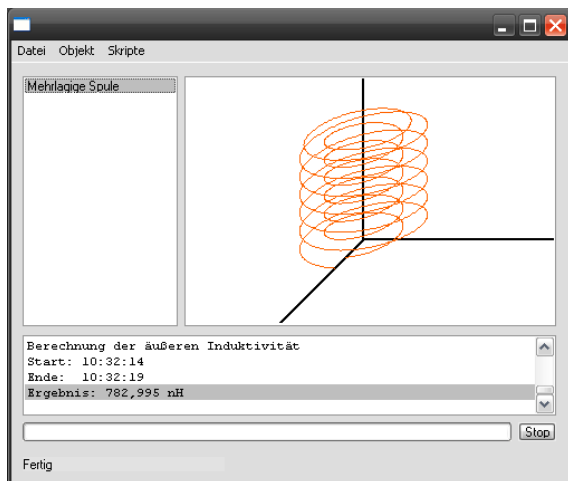 Datei Objekt Skripte
Mehrlagige Spule
Berechnung der äußeren Induktivität
Start: 10:32:14
Ende: 10:32:19
Ergebnis: 782,995 nH
Stop
Fertig